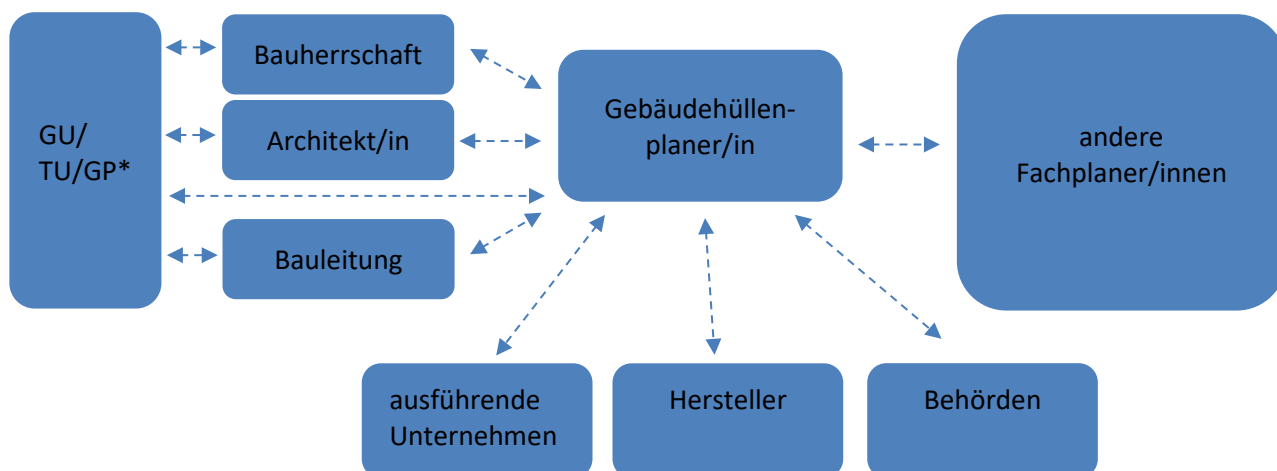 GU/
TU/GP*
Bauherrschaft
Architekt/in
Bauleitung
Gebäudehüllen-
planer/in
andere
Fachplaner/innen
ausführende
Unternehmen
Hersteller
Behörden